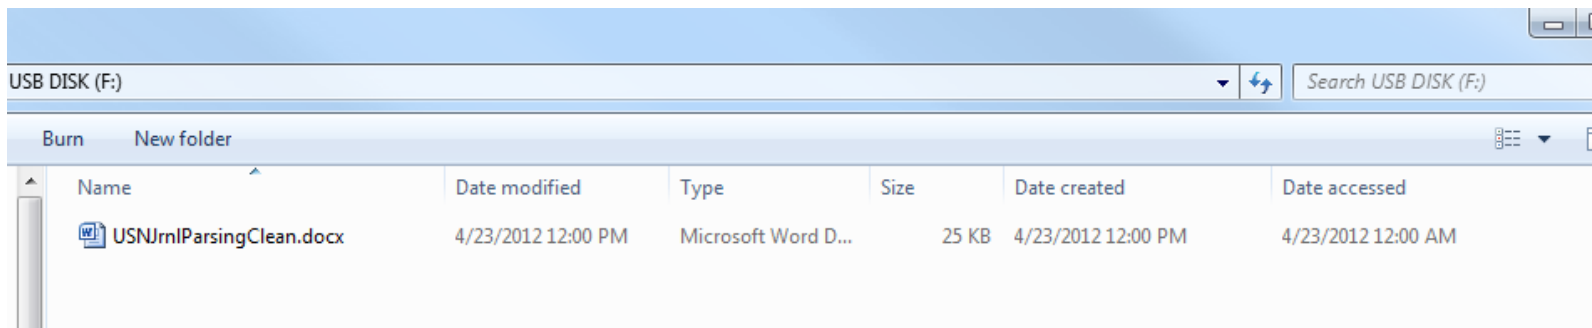 USB DISK (F:) Search USB DISK (F:)
Burn New folder
Name Date modified Type Size Date created Date accessed
USNJrnlParsingClean.docx 4/23/2012 12:00 PM Microsoft Word D... 25 KB 4/23/2012 12:00 PM 4/23/2012 12:00 AM